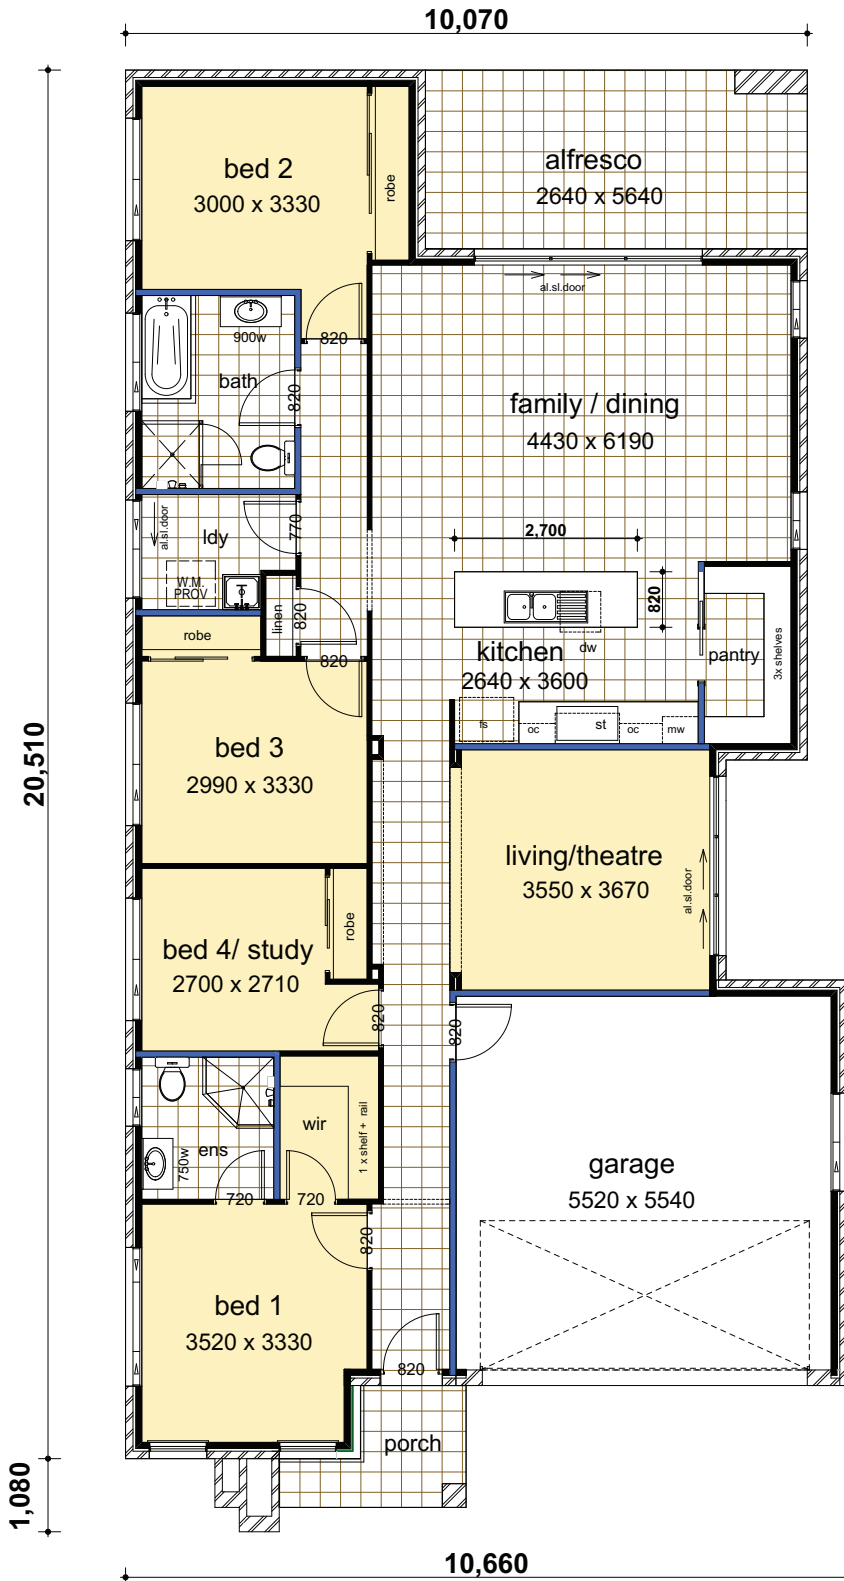 10,070
bed 2
3000 x 3330
robe
alfresco
2640 x 5640
al.sl.door
900w
820
bath
820
family / dining
4430 x 6190
al.sl.door
ldy
770
2,700
W.M.
PROV
linen
820
820
820
robe
kitchen
2640 x 3600
dw
pantry
3x shelves
fs
oc
st
oc
mw
bed 3
2990 x 3330
20,510
living/theatre
3550 x 3670
al.sl.door
bed 4/ study
2700 x 2710
robe
820
820
ens
750w
wir
1 x shelf + rail
720
720
garage
5520 x 5540
820
bed 1
3520 x 3330
820
porch
1,080
10,660